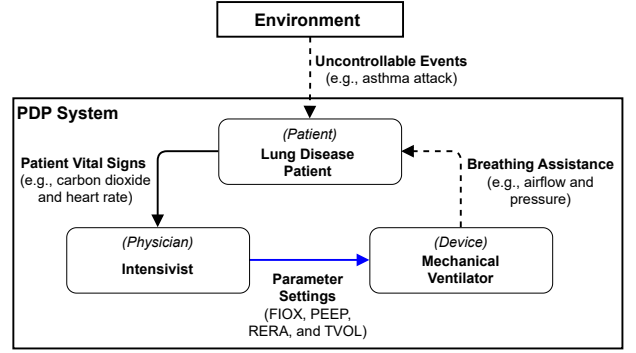 Environment
Uncontrollable Events
(e.g., asthma attack)
PDP System
(Patient)
Lung Disease
Patient
Patient Vital Signs
(e.g., carbon dioxide
and heart rate)
Breathing Assistance
(e.g., airflow and
pressure)
(Physician)
Intensivist
(Device)
Mechanical
Ventilator
Parameter
Settings
(FIOX, PEEP,
RERA, and TVOL)